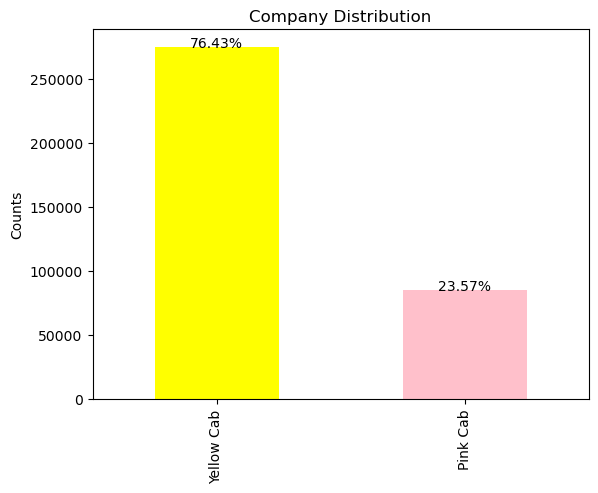 Company Distribution
76.43%
23.57%
Counts
250000
200000
150000
100000
50000
0
Yellow Cab
Pink Cab